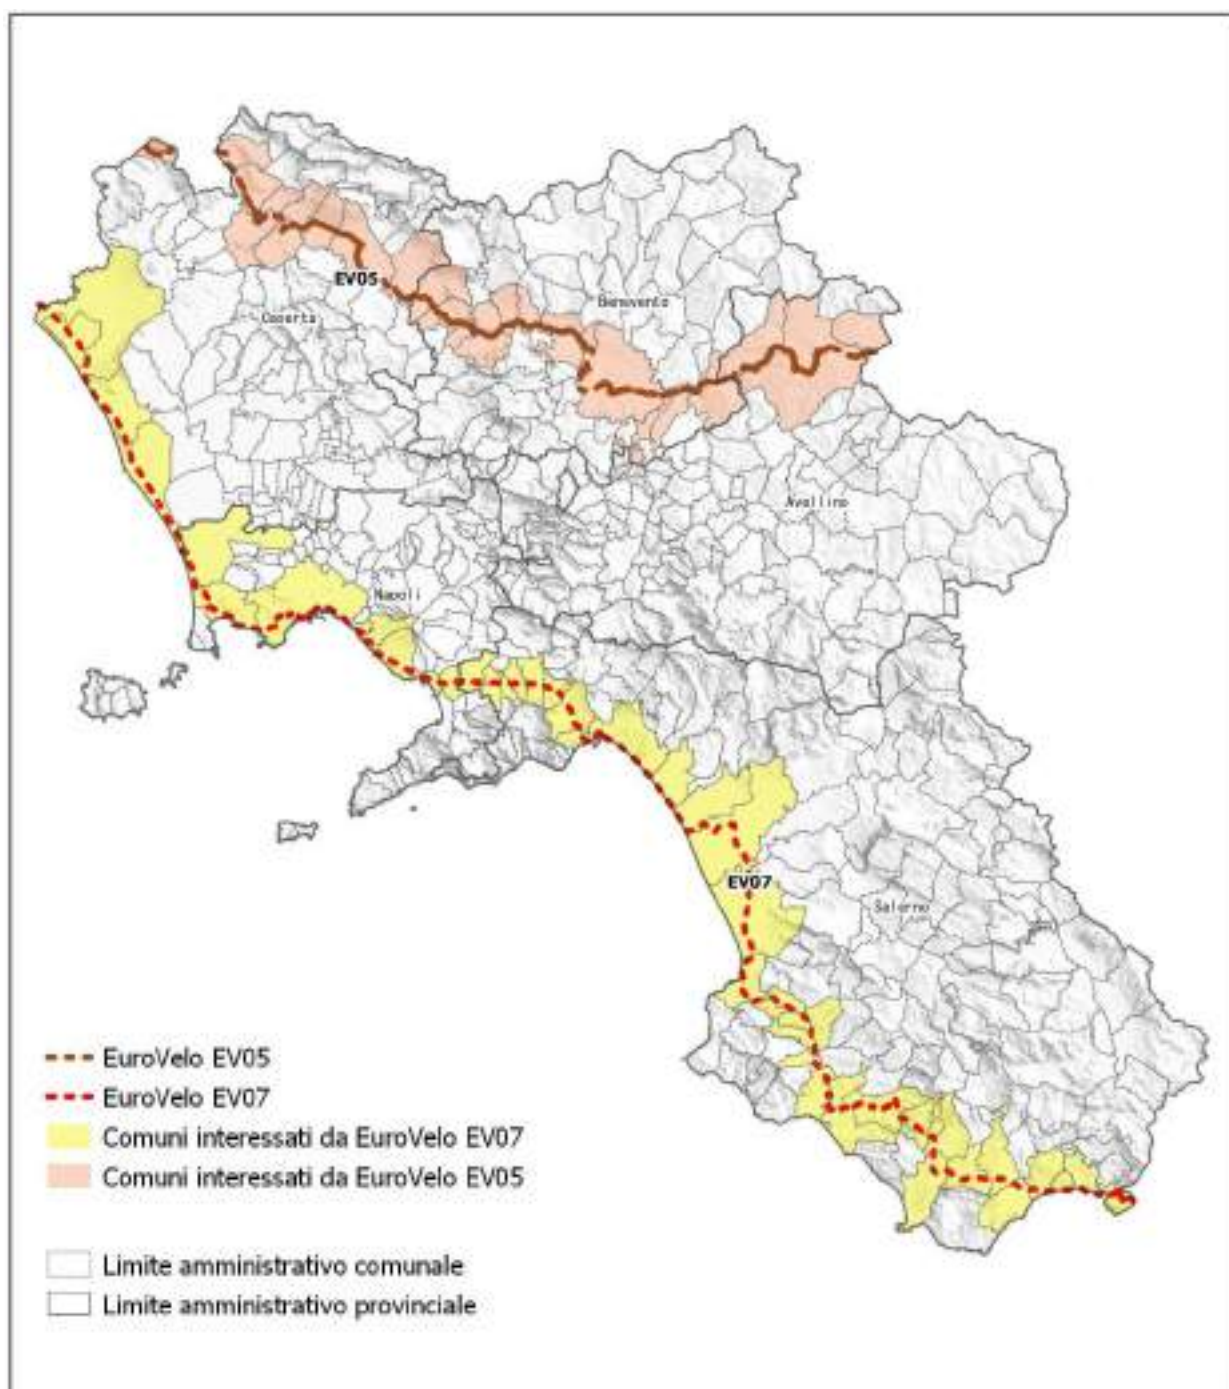 EV05
Benevento
Caserta
Avellino
Napoli
EV07
Salerno
EuroVelo EV05
EuroVelo EV07
Comuni interessati da EuroVelo EV07
Comuni interessati da EuroVelo EV05
Limite amministrativo comunale
Limite amministrativo provinciale